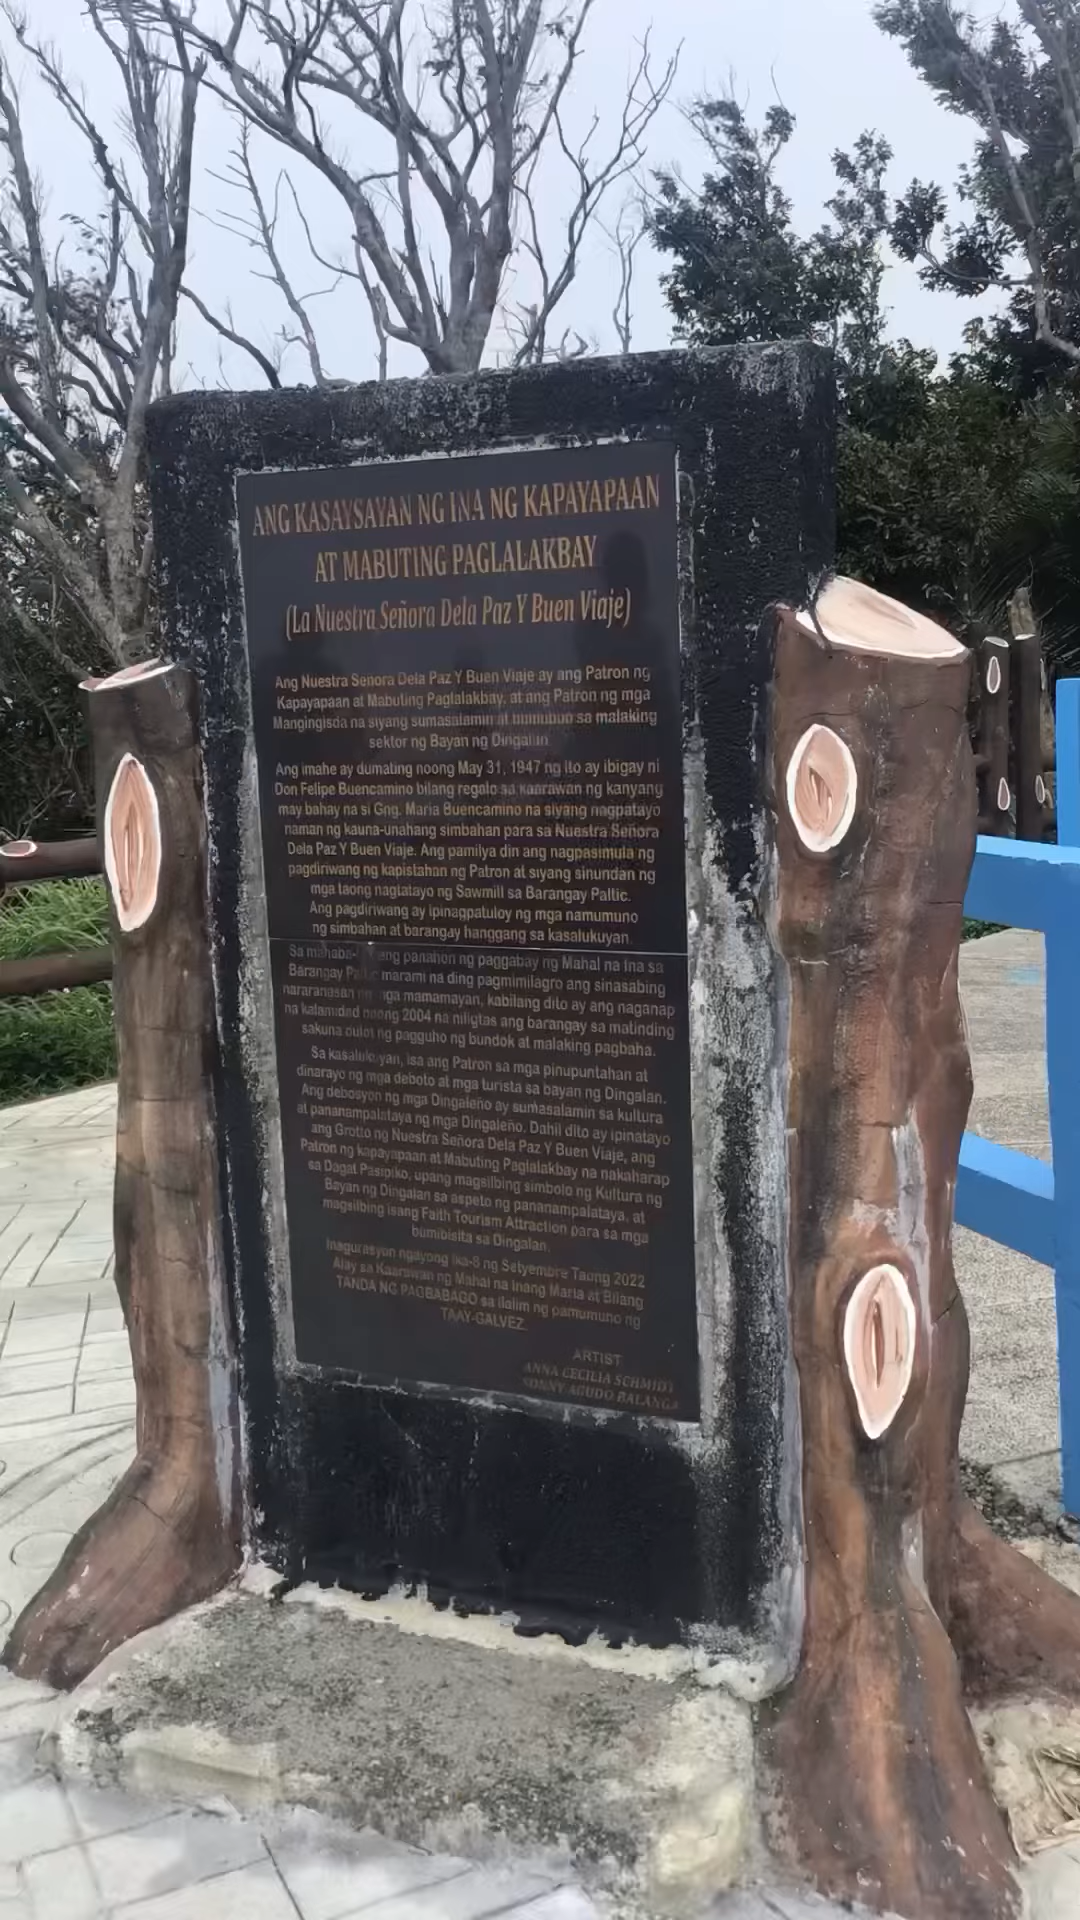 ANG KASAYSAYAN NG INA NG KAPAYAPAAN
AT MABUTING PAGLALAKBAY
(La Nuestra Señora Dela Paz Y Buen Viaje)
Ang Nuestra Senora Dela Paz Y Buen Viaje ay ang Patron ng
Kapayapaan at Mabuting Paglalakbay, at ang Patron ng mga
Mangingisda na siyang sumasalamin at bumubuo sa malaking
sektor ng Bayan ng Dingalan
Ang imahe ay dumating noong May 31, 1947 ng ito ay ibigay ni
Don Felipe Buencamino bilang regalo sa kaarawan ng kanyang
may bahay na si Gng. Maria Buencamino na siyang nagpatayo
naman ng kauna-unahang simbahan para sa Nuestra Señora
Dela Paz Y Buen Viaje. Ang pamilya din ang nagpasimula ng
pagdiriwang ng kapistahan ng Patron at siyang sinundan ng
mga taong nagtatayo ng Sawmill sa Barangay Paltic.
Ang pagdiriwang ay ipinagpatuloy ng mga namumuno
ng simbahan at barangay hanggang sa kasalukuyan.
Sa mahaba- ang panahon ng paggabay ng Mahal na Ina sa
Barangay marami na ding pagmimilagro ang sinasabing
nararanasan mga mamamayan, kabilang dito ay ang naganap
na kalamidad noong 2004 na niligtas ang barangay sa matinding
sakuna dulot ng pagguho ng bundok at malaking pagbaha.
Sa kasalukuyan, isa ang Patron sa mga pinupuntahan at
dinarayo ng mga deboto at mga turista sa bayan ng Dingalan.
Ang debosyon ng mga Dingaleño ay sumasalamin sa kultura
at pananampalataya ng mga Dingaleño. Dahil dito ay ipinatayo
ang Grotto ng Nuestra Señora Dela Paz Y Buen Viaje, ang
Patron ng kapayapaan at Mabuting Paglalakbay na nakaharap
sa Dagat Pasipiko, upang magsilbing simbolo ng Kultura ng
Bayan ng Dingalan sa aspeto ng pananampalataya, at
magsilbing isang Faith Tourism Attraction para sa mga
bumibisita sa Dingalan.
Inagurasyon ngayong ika-8 ng Setyembre Taong 2022
Alay sa Kaarawan ng Mahal na Inang Maria at Bilang
TANDA NG PAGBABAGO sa ilalim ng pamumuno ng
TAAY-GALVEZ.
ARTIST
ANNA CECILIA SCHMIDT
SONNY AGUDO BALANGA